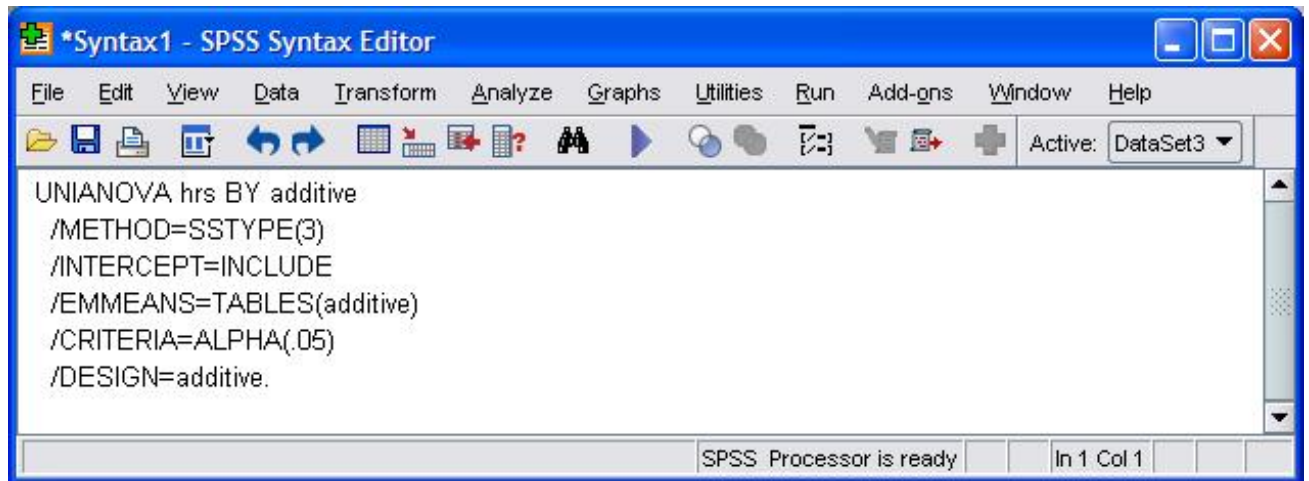 *Syntax1 - SPSS Syntax Editor
File Edit View Data Transform Analyze Graphs Utilities Run Add-ons Window Help
Active: DataSet3
UNIANOVA hrs BY additive
/METHOD=SSTYPE(3)
/INTERCEPT=INCLUDE
/EMMEANS=TABLES(additive)
/CRITERIA=ALPHA(.05)
/DESIGN=additive.
SPSS Processor is ready In 1 Col 1